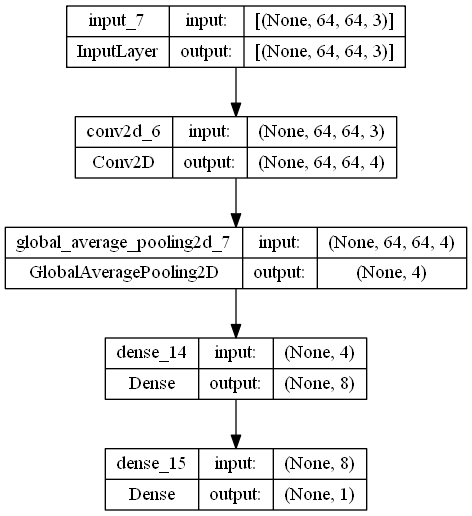 input_7 input: [(None, 64, 64, 3)]
InputLayer output: [(None, 64, 64, 3)]
conv2d_6 input: (None, 64, 64, 3)
Conv2D output: (None, 64, 64, 4)
global_average_pooling2d_7 input: (None, 64, 64, 4)
GlobalAveragePooling2D output: (None, 4)
dense_14 input: (None, 4)
Dense output: (None, 8)
dense_15 input: (None, 8)
Dense output: (None, 1)